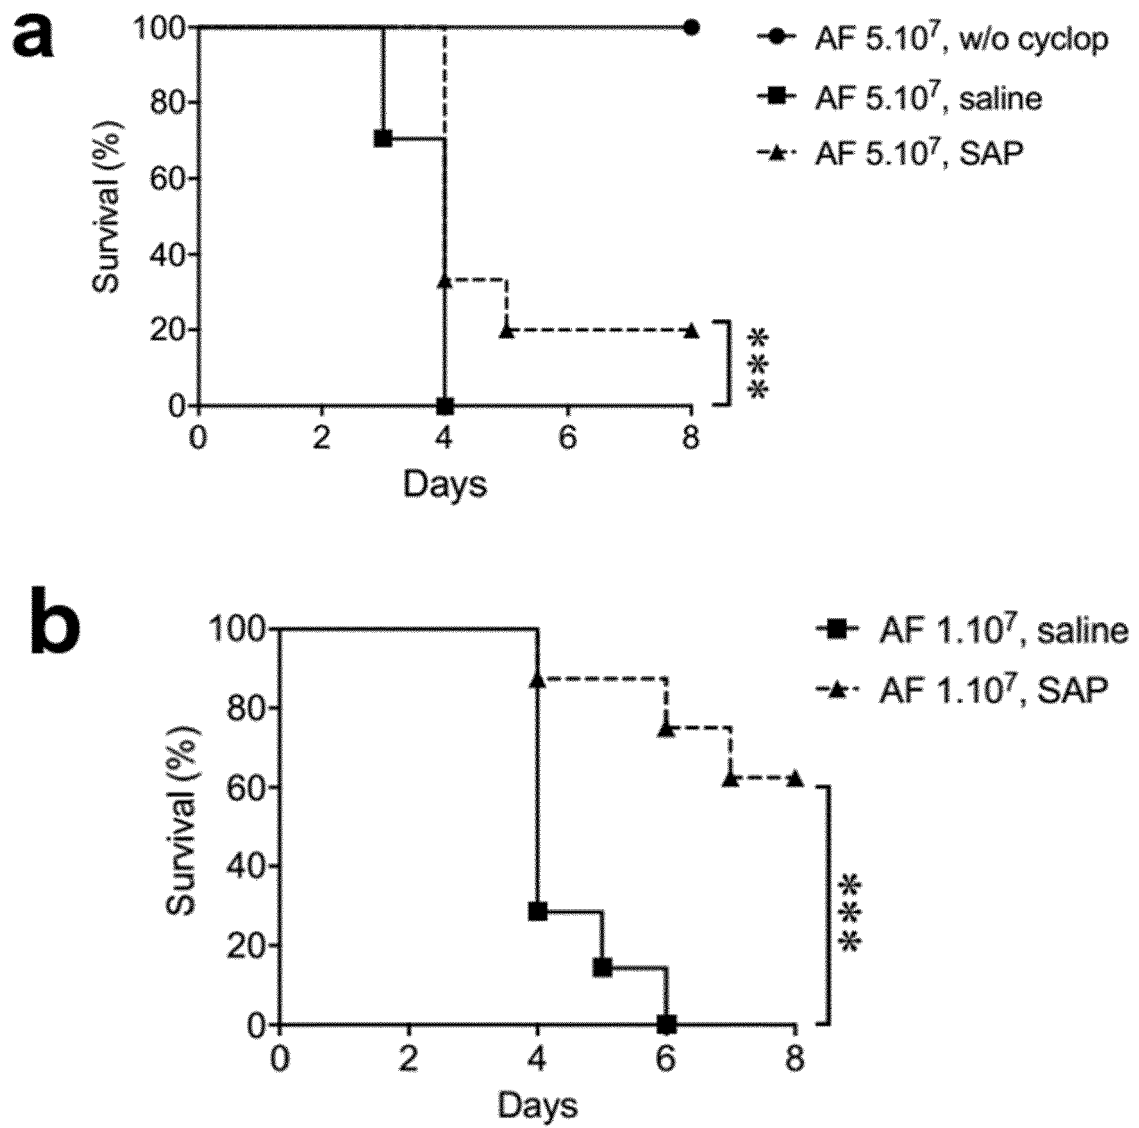 a
100
80
60
40
20
0
Survival (%)
0 2 4 6 8
Days
AF 5.10⁷, w/o cyclop
AF 5.10⁷, saline
AF 5.10⁷, SAP
***
b
100
80
60
40
20
0
Survival (%)
0 2 4 6 8
Days
AF 1.10⁷, saline
AF 1.10⁷, SAP
***